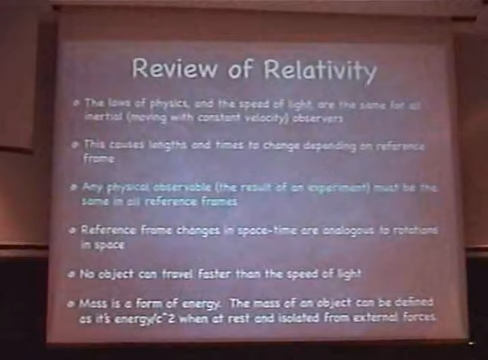 Review of Relativity
The laws of physics, and the speed of light, are the same for all
inertial (moving with constant velocity) observers
This causes lengths and times to change depending on reference
frame
Any physical observable (the result of an experiment) must be the
same in all reference frames
Reference frame changes in space-time are analogous to rotations
in space
No object can travel faster than the speed of light
Mass is a form of energy. The mass of an object can be defined
as it's energy/c^2 when at rest and isolated from external forces.